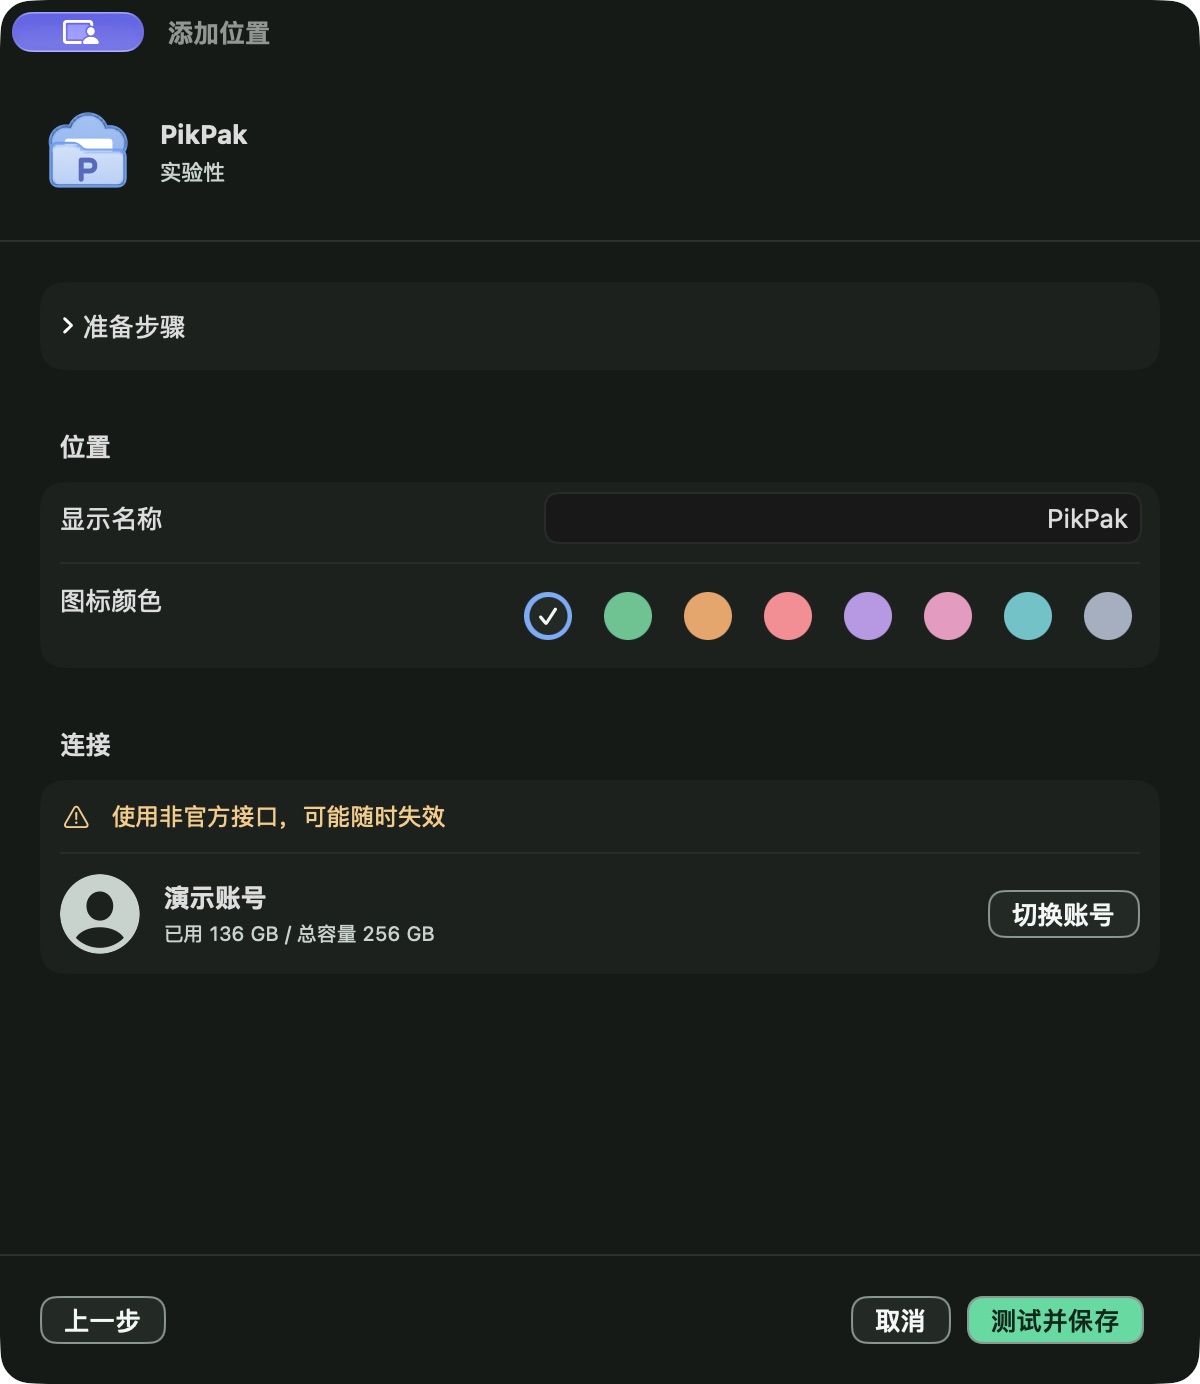 添加位置
PikPak
实验性
P
准备步骤
位置
显示名称 PikPak
图标颜色
连接
使用非官方接口，可能随时失效
演示账号
已用 136 GB / 总容量 256 GB
切换账号
上一步 取消 测试并保存